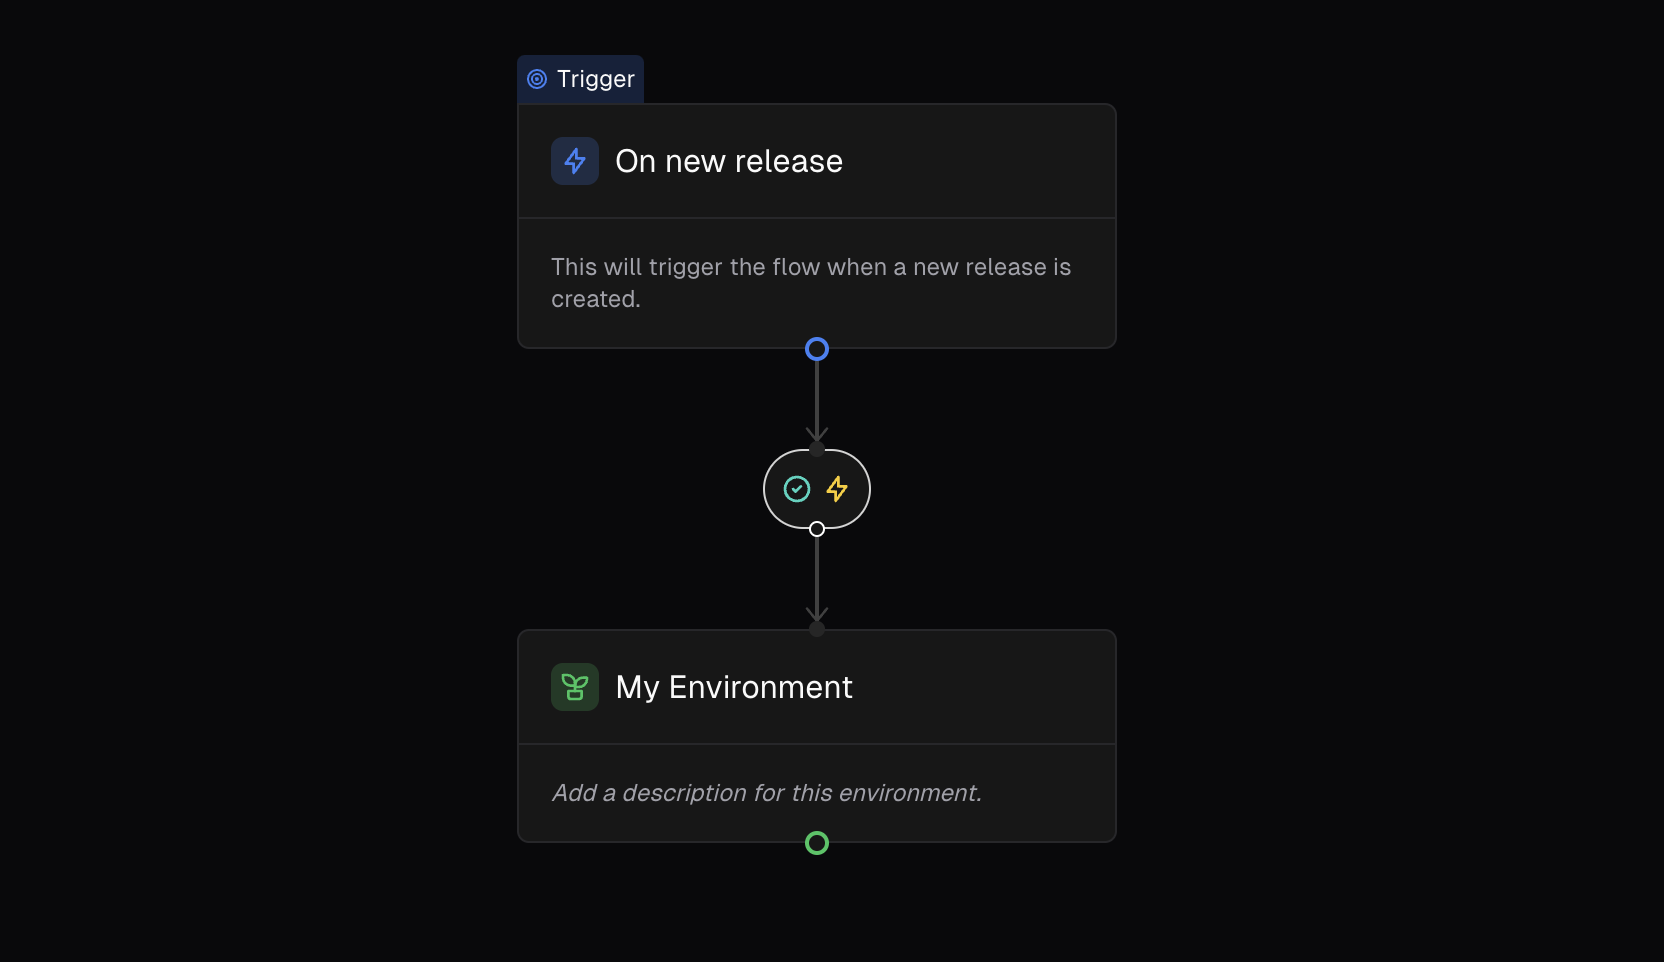 Trigger
On new release
This will trigger the flow when a new release is
created.
My Environment
Add a description for this environment.